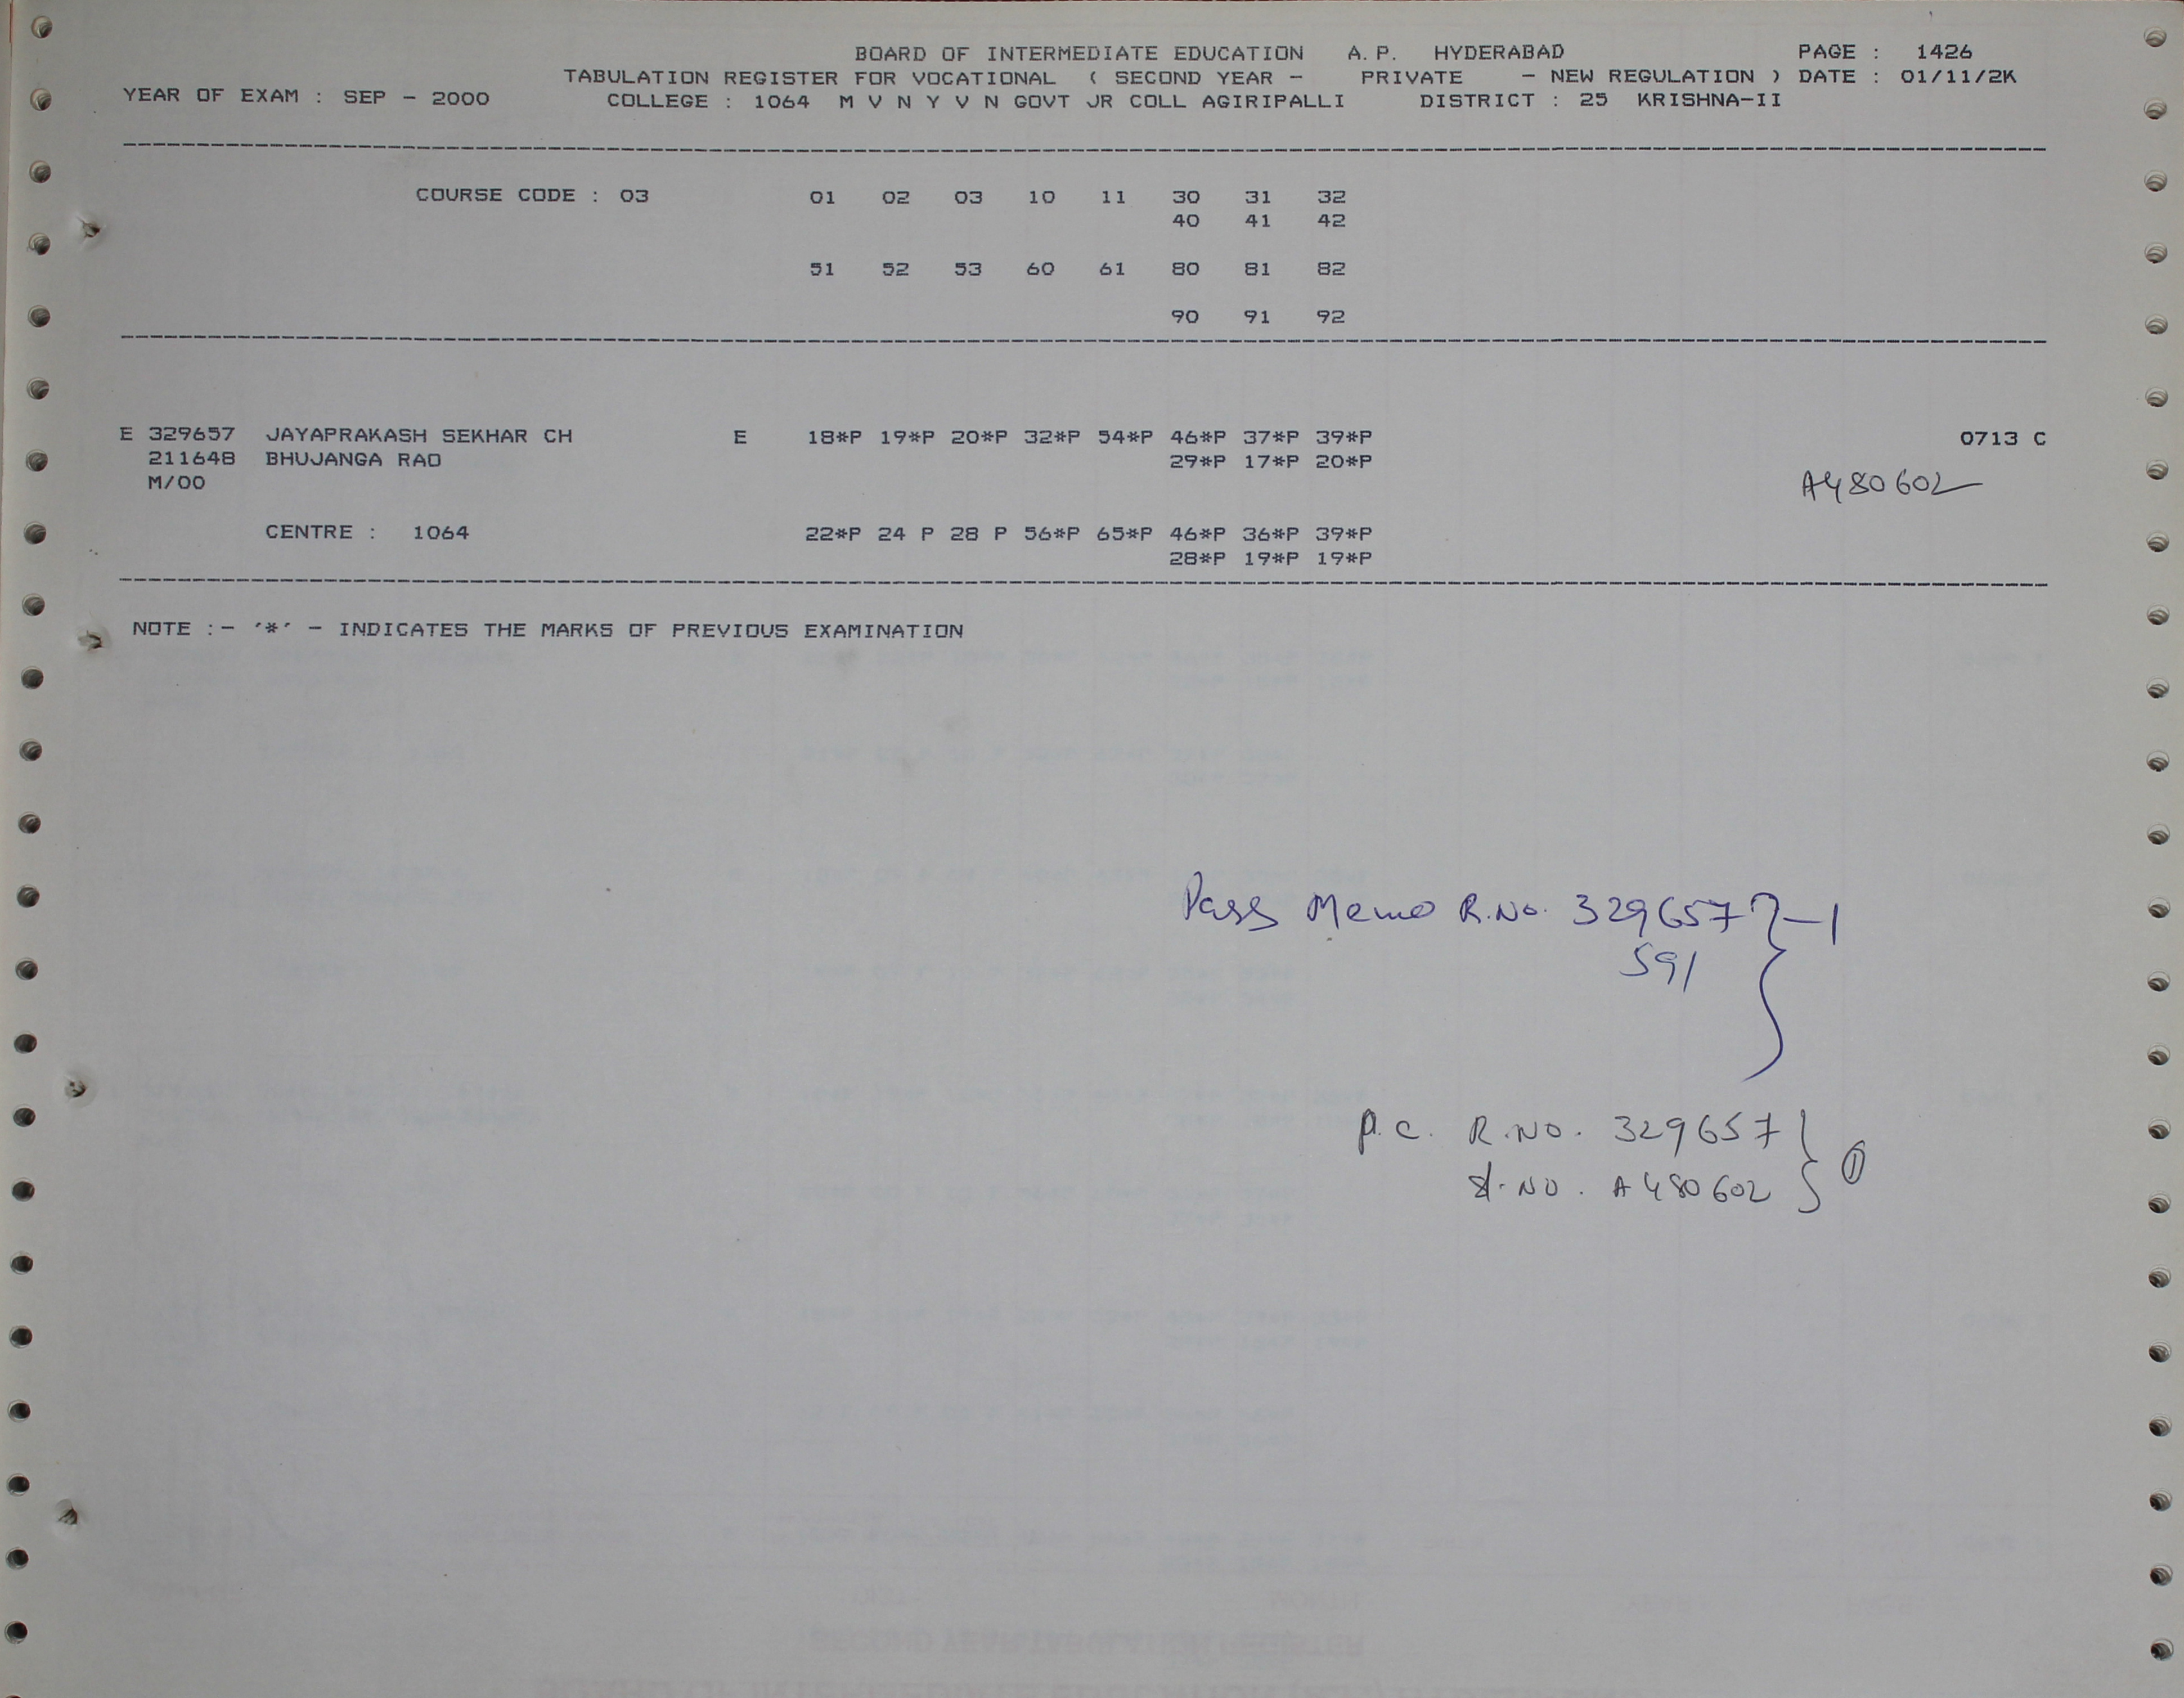 BOARD OF INTERMEDIATE EDUCATION A.P. HYDERABAD PAGE : 1426
TABULATION REGISTER FOR VOCATIONAL ( SECOND YEAR - PRIVATE - NEW REGULATION ) DATE : 01/11/2K
YEAR OF EXAM : SEP - 2000 COLLEGE : 1064 M V N Y V N GOVT JR COLL AGIRIPALLI DISTRICT : 25 KRISHNA-II
COURSE CODE : 03 01 02 03 10 11 30 31 32
40 41 42
51 52 53 60 61 80 81 82
90 91 92
E 329657 JAYAPRAKASH SEKHAR CH E 18*P 19*P 20*P 32*P 54*P 46*P 37*P 39*P 0713 C
211648 BHUJANGA RAO 29*P 17*P 20*P
M/00 A480602
CENTRE : 1064 22*P 24 P 28 P 56*P 65*P 46*P 36*P 39*P
28*P 19*P 19*P
NOTE :- '*' - INDICATES THE MARKS OF PREVIOUS EXAMINATION
Pass Memo R.No. 329657 } - 1
591
P.C. R.NO. 329657 } 1
Sl.NO. A480602